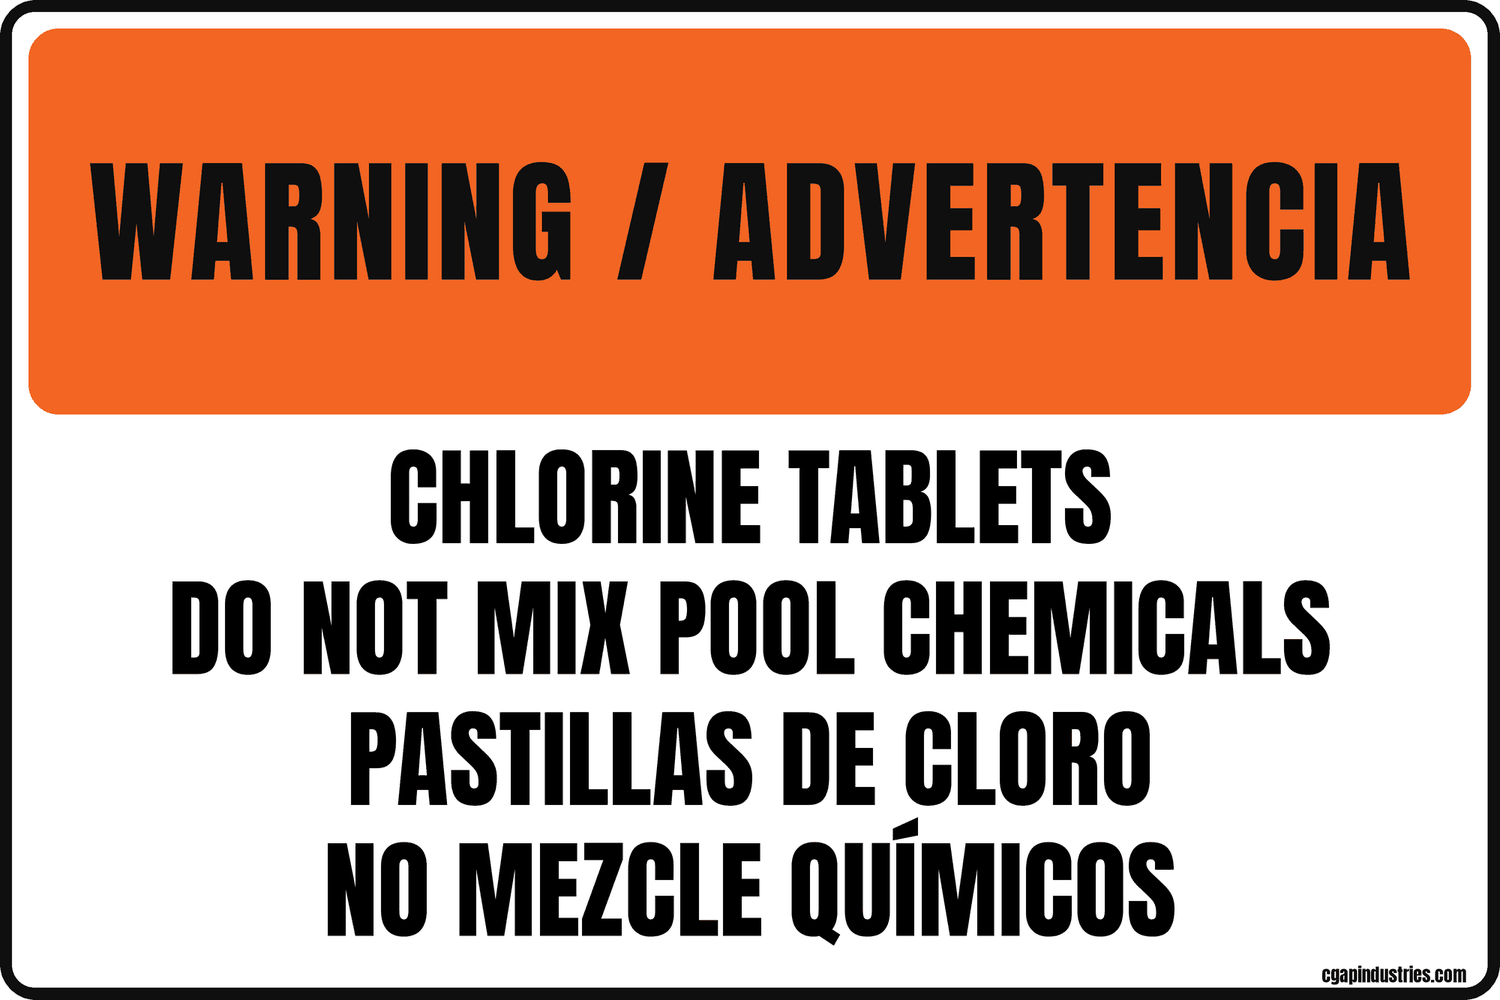 WARNING / ADVERTENCIA
CHLORINE TABLETS
DO NOT MIX POOL CHEMICALS
PASTILLAS DE CLORO
NO MEZCLE QUÍMICOS
cgapindustries.com